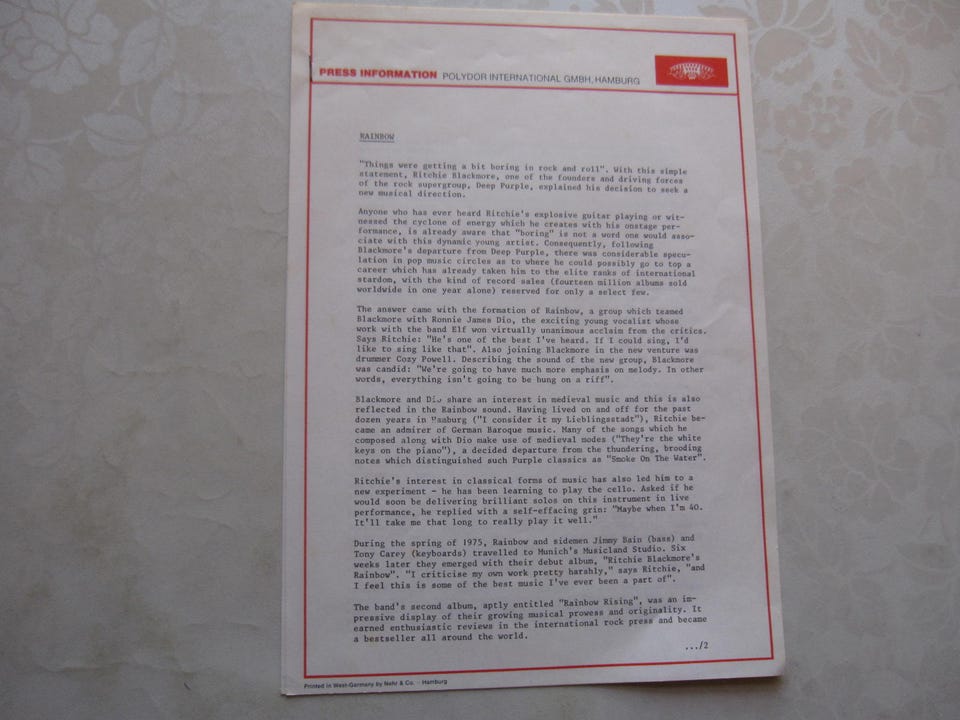 PRESS INFORMATION POLYDOR INTERNATIONAL GMBH, HAMBURG
RAINBOW
"Things were getting a bit boring in rock and roll". With this simple
statement, Ritchie Blackmore, one of the founders and driving forces
of the rock supergroup, Deep Purple, explained his decision to seek a
new musical direction.
Anyone who has ever heard Ritchie's explosive guitar playing or wit-
nessed the cyclone of energy which he creates with his onstage per-
formance, is already aware that "boring" is not a word one would asso-
ciate with this dynamic young artist. Consequently, following
Blackmore's departure from Deep Purple, there was considerable specu-
lation in pop music circles as to where he could possibly go to top a
career which has already taken him to the elite ranks of international
stardom, with the kind of record sales (fourteen million albums sold
worldwide in one year alone) reserved for only a select few.
The answer came with the formation of Rainbow, a group which teamed
Blackmore with Ronnie James Dio, the exciting young vocalist whose
work with the band Elf won virtually unanimous acclaim from the critics.
Says Ritchie: "He's one of the best I've heard. If I could sing, I'd
like to sing like that". Also joining Blackmore in the new venture was
drummer Cozy Powell. Describing the sound of the new group, Blackmore
was candid: "We're going to have much more emphasis on melody. In other
words, everything isn't going to be hung on a riff".
Blackmore and Dio share an interest in medieval music and this is also
reflected in the Rainbow sound. Having lived on and off for the past
dozen years in Hamburg ("I consider it my Lieblingsstadt"), Ritchie be-
came an admirer of German Baroque music. Many of the songs which he
composed along with Dio make use of medieval modes ("They're the white
keys on the piano"), a decided departure from the thundering, brooding
notes which distinguished such Purple classics as "Smoke On The Water".
Ritchie's interest in classical forms of music has also led him to a
new experiment - he has been learning to play the cello. Asked if he
would soon be delivering brilliant solos on this instrument in live
performance, he replied with a self-effacing grin: "Maybe when I'm 40.
It'll take me that long to really play it well."
During the spring of 1975, Rainbow and sidemen Jimmy Bain (bass) and
Tony Carey (keyboards) travelled to Munich's Musicland Studio. Six
weeks later they emerged with their debut album, "Ritchie Blackmore's
Rainbow". "I criticise my own work pretty harshly," says Ritchie, "and
I feel this is some of the best music I've ever been a part of".
The band's second album, aptly entitled "Rainbow Rising", was an im-
pressive display of their growing musical prowess and originality. It
earned enthusiastic reviews in the international rock press and became
a bestseller all around the world.
.../2
Printed in West-Germany by Nehr & Co. - Hamburg